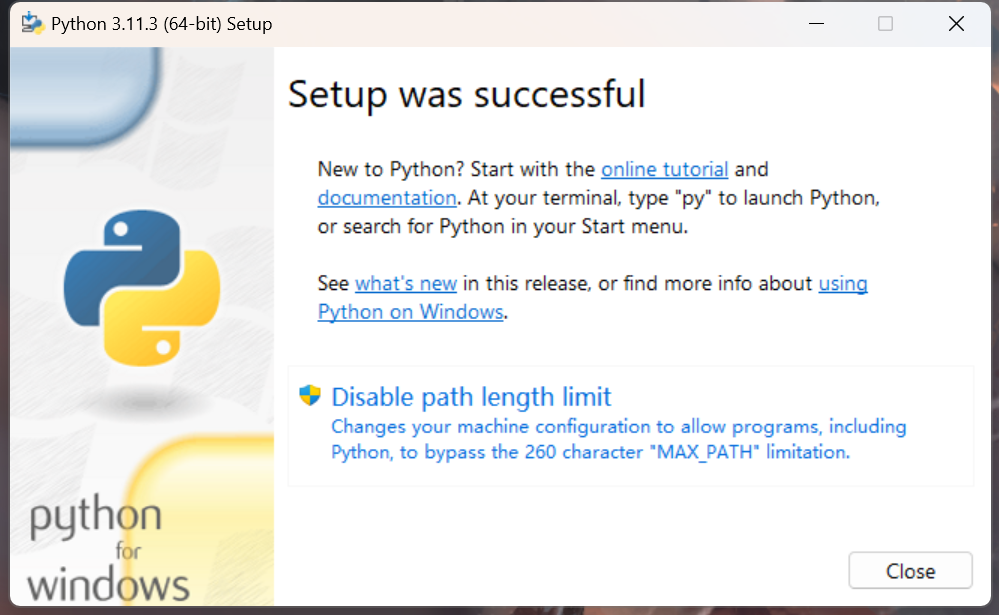 Python 3.11.3 (64-bit) Setup
Setup was successful
New to Python? Start with the online tutorial and
documentation. At your terminal, type "py" to launch Python,
or search for Python in your Start menu.
See what's new in this release, or find more info about using
Python on Windows.
Disable path length limit
Changes your machine configuration to allow programs, including
Python, to bypass the 260 character "MAX_PATH" limitation.
python
for
windows
Close